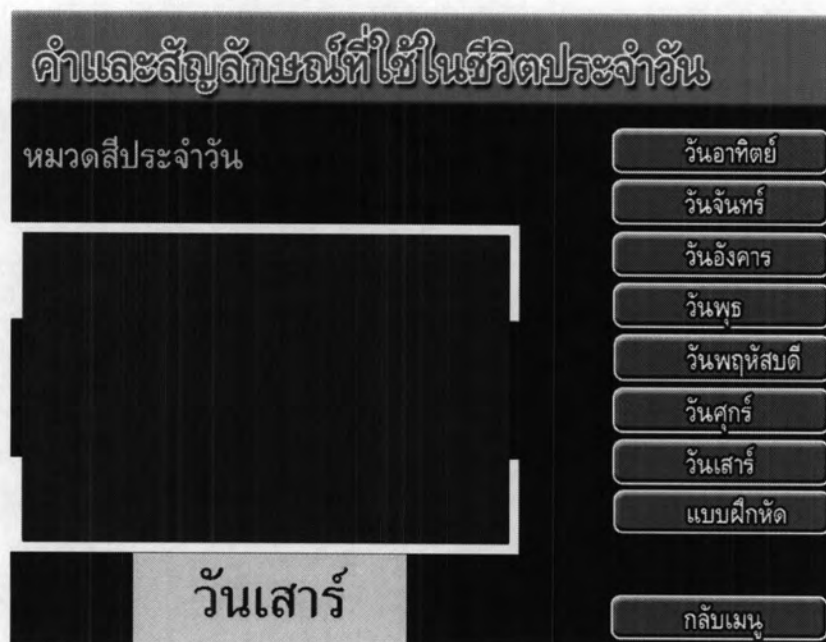 คำและสัญลักษณ์ที่ใช้ในชีวิตประจำวัน
หมวดสีประจำวัน
วันอาทิตย์
วันจันทร์
วันอังคาร
วันพุธ
วันพฤหัสบดี
วันศุกร์
วันเสาร์
แบบฝึกหัด
วันเสาร์
กลับเมนู